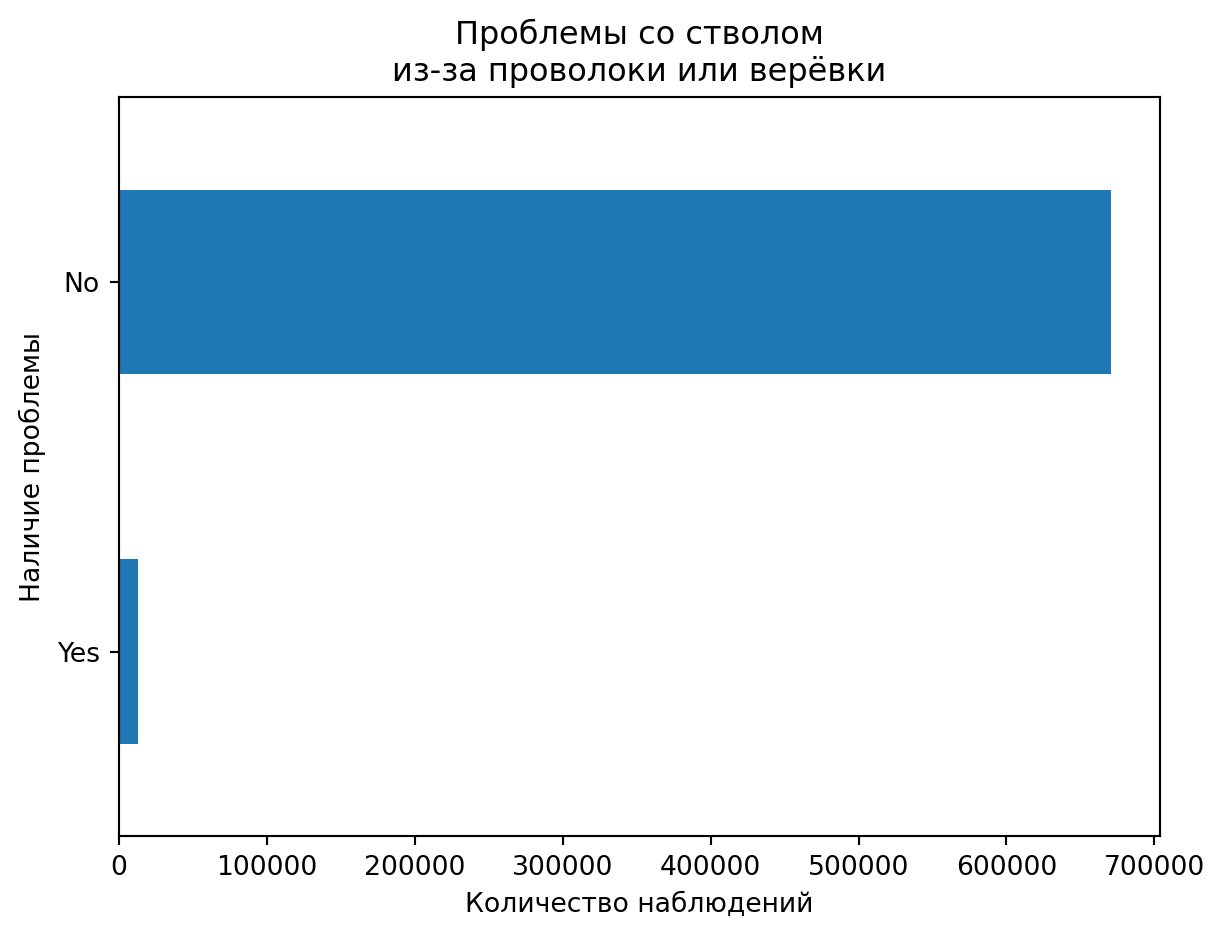 Проблемы со стволом
из-за проволоки или верёвки
Наличие проблемы
No
Yes
0 100000 200000 300000 400000 500000 600000 700000
Количество наблюдений